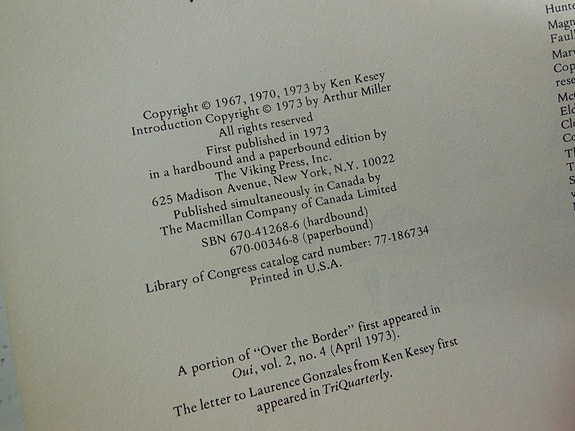 Copyright © 1967, 1970, 1973 by Ken Kesey
Introduction Copyright © 1973 by Arthur Miller
All rights reserved
First published in 1973
in a hardbound and a paperbound edition by
The Viking Press, Inc.
625 Madison Avenue, New York, N.Y. 10022
Published simultaneously in Canada by
The Macmillan Company of Canada Limited
SBN 670-41268-6 (hardbound)
670-00346-8 (paperbound)
Library of Congress catalog card number: 77-186734
Printed in U.S.A.
A portion of "Over the Border" first appeared in
Oui, vol. 2, no. 4 (April 1973).
The letter to Laurence Gonzales from Ken Kesey first
appeared in TriQuarterly.